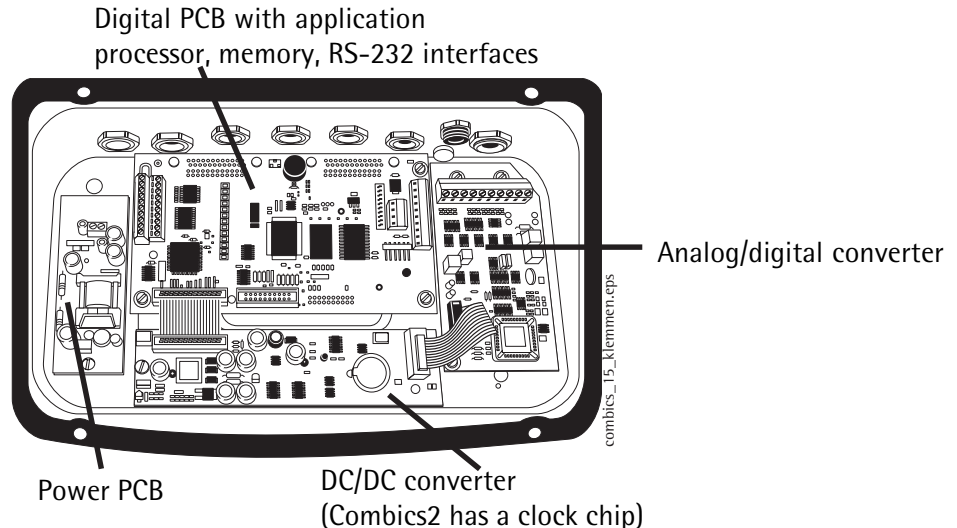 Digital PCB with application
processor, memory, RS-232 interfaces
Analog/digital converter
combics_15_klemmen.eps
Power PCB
DC/DC converter
(Combics2 has a clock chip)